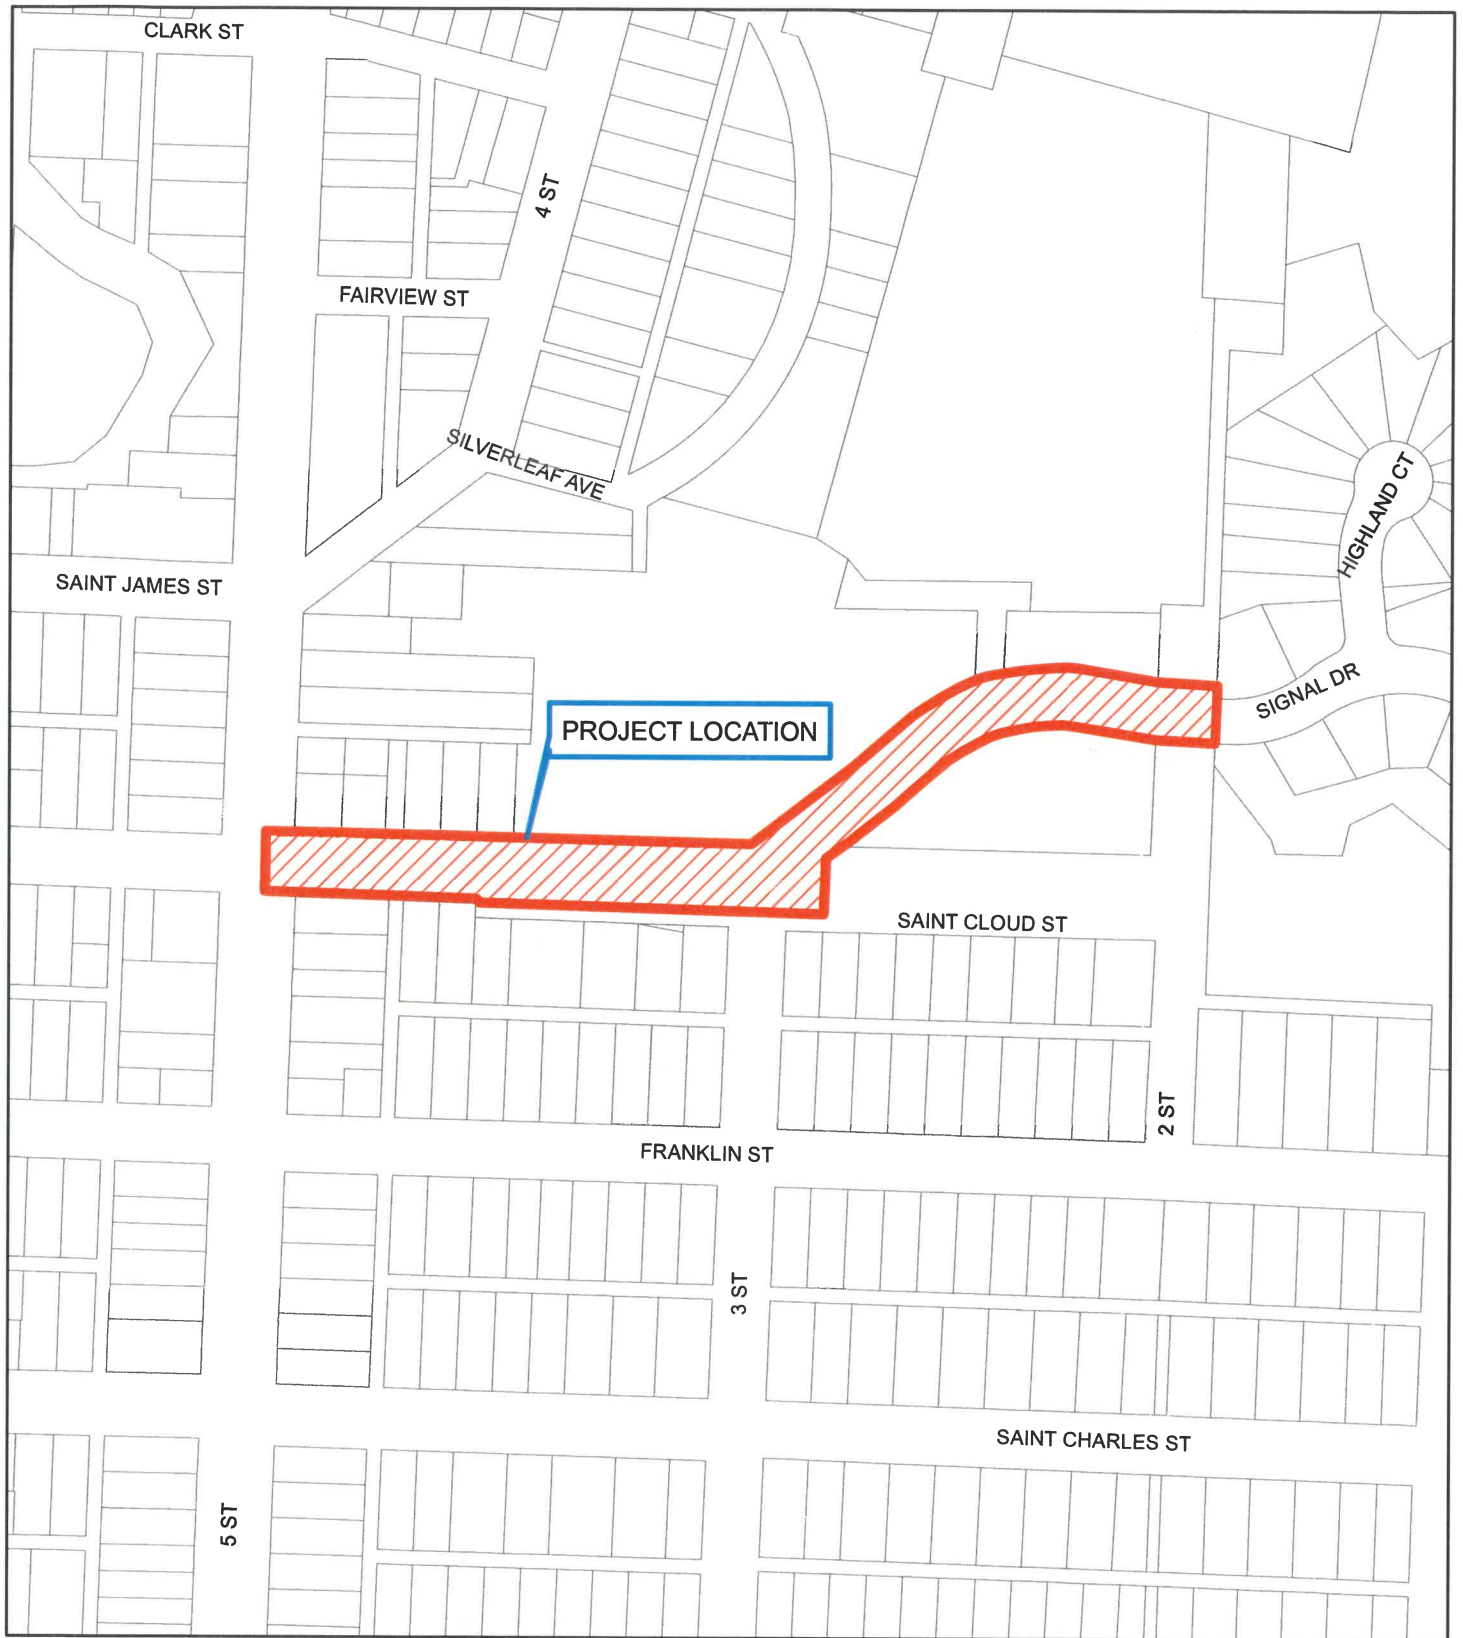 CLARK ST
4 ST
FAIRVIEW ST
SILVERLEAF AVE
HIGHLAND CT
SAINT JAMES ST
SIGNAL DR
PROJECT LOCATION
SAINT CLOUD ST
2 ST
FRANKLIN ST
3 ST
SAINT CHARLES ST
5 ST